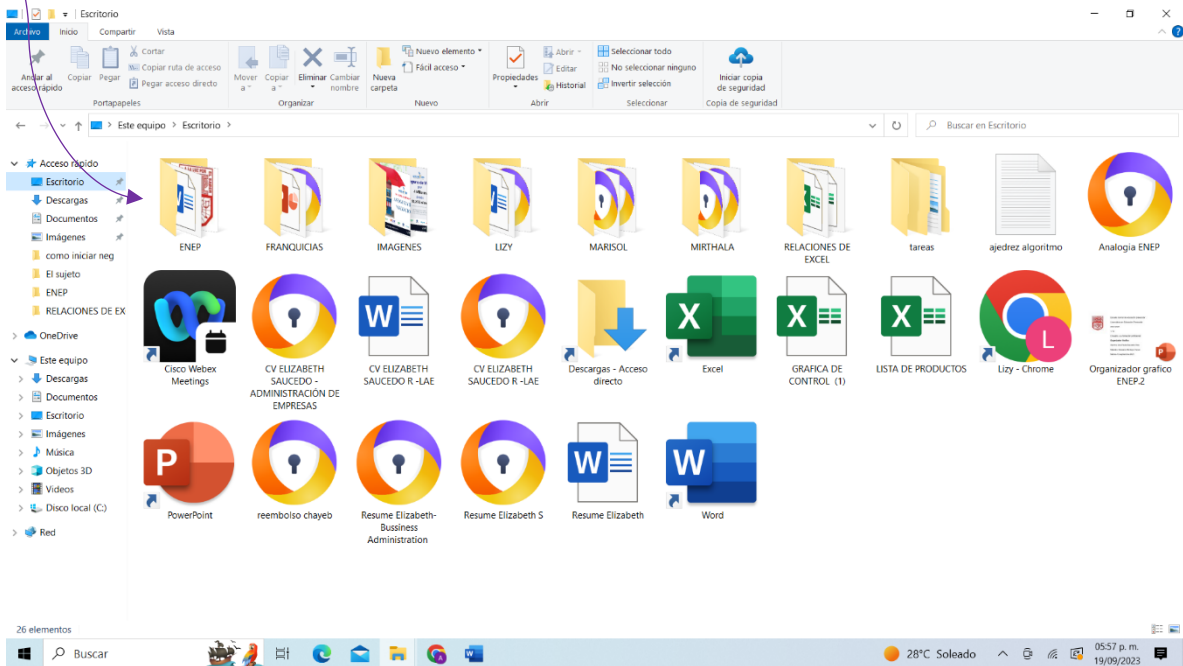 Escritorio
Archivo Inicio Compartir Vista
Anclar al acceso rápido
Copiar
Pegar
Cortar
Copiar ruta de acceso
Pegar acceso directo
Mover a
Copiar a
Eliminar
Cambiar nombre
Nueva carpeta
Nuevo elemento
Fácil acceso
Propiedades
Abrir
Editar
Historial
Seleccionar todo
No seleccionar ninguno
Invertir selección
Iniciar copia de seguridad
Portapapeles Organizar Nuevo Abrir Seleccionar Copia de seguridad
Este equipo > Escritorio >
Buscar en Escritorio
Acceso rápido
Escritorio
Descargas
Documentos
Imágenes
como iniciar neg
El sujeto
ENEP
RELACIONES DE EX
OneDrive
Este equipo
Descargas
Documentos
Escritorio
Imágenes
Música
Objetos 3D
Videos
Disco local (C:)
Red
ENEP
FRANQUICIAS
IMAGENES
LIZY
MARISOL
MIRTHALA
RELACIONES DE
EXCEL
tareas
ajedrez algoritmo
Analogia ENEP
Cisco Webex
Meetings
CV ELIZABETH
SAUCEDO -
ADMINISTRACIÓN DE
EMPRESAS
CV ELIZABETH
SAUCEDO R -LAE
CV ELIZABETH
SAUCEDO R -LAE
Descargas - Acceso
directo
Excel
GRAFICA DE
CONTROL (1)
LISTA DE PRODUCTOS
L
Lizy - Chrome
Organizador grafico
ENEP.2
PowerPoint
reembolso chayeb
Resume Elizabeth-
Bussiness
Administration
Resume Elizabeth S
Resume Elizabeth
Word
26 elementos
Buscar
28°C Soleado
05:57 p. m.
19/09/2023